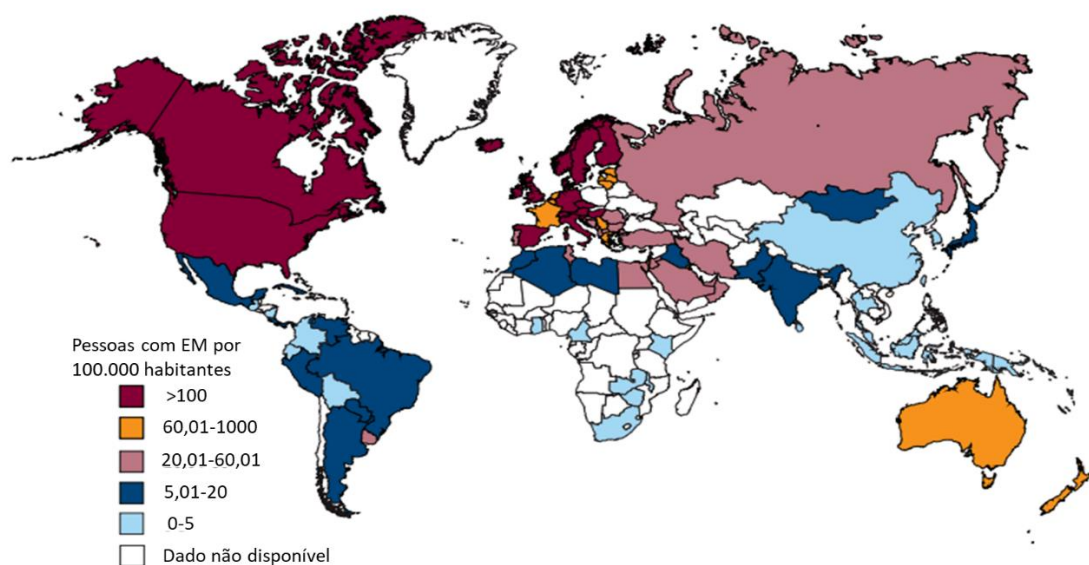 Pessoas com EM por
100.000 habitantes
>100
60,01-1000
20,01-60,01
5,01-20
0-5
Dado não disponível